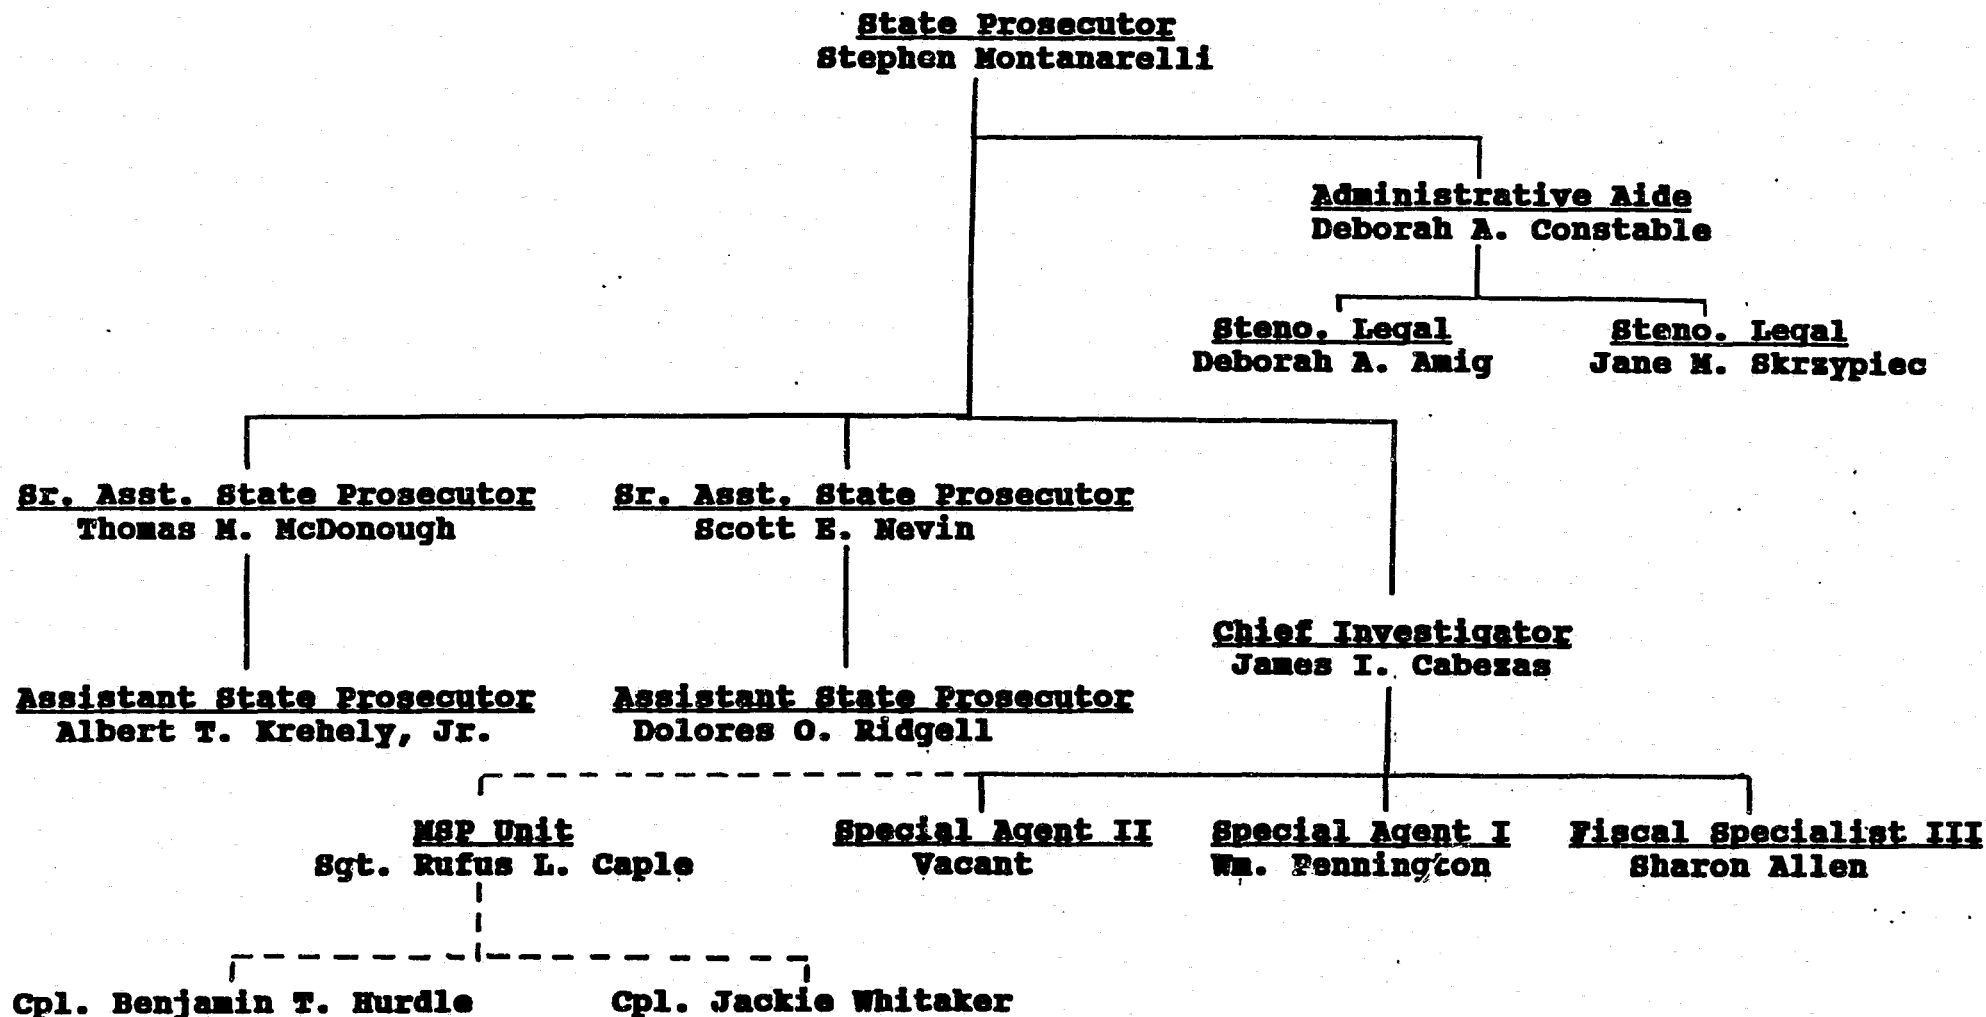 State Prosecutor
Stephen Montanarelli
Administrative Aide
Deborah A. Constable
Steno. Legal
Deborah A. Amig
Steno. Legal
Jane M. Skrzypiec
Sr. Asst. State Prosecutor
Thomas M. McDonough
Sr. Asst. State Prosecutor
Scott E. Nevin
Chief Investigator
James I. Cabezas
Assistant State Prosecutor
Albert T. Krehely, Jr.
Assistant State Prosecutor
Dolores O. Ridgell
MSP Unit
Sgt. Rufus L. Caple
Special Agent II
Vacant
Special Agent I
Wm. Pennington
Fiscal Specialist III
Sharon Allen
Cpl. Benjamin T. Hurdle
Cpl. Jackie Whitaker